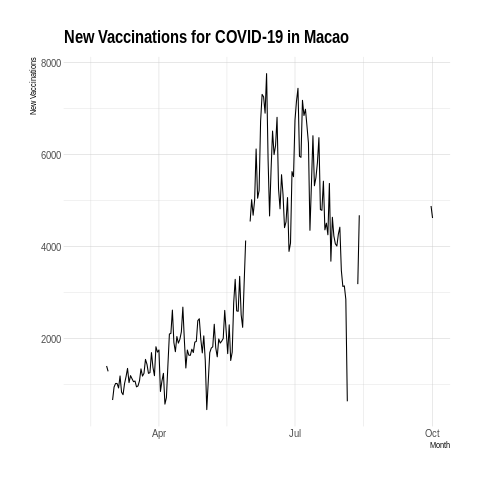 New Vaccinations for COVID-19 in Macao
New Vaccinations
8000
6000
4000
2000
Apr
Jul
Oct
Month